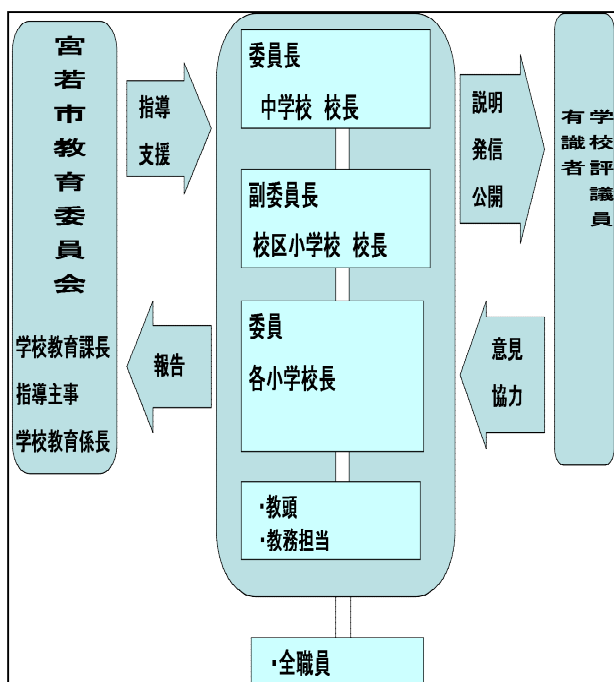 宮若市教育委員会
学校教育課長
指導主事
学校教育係長
指導
支援
報告
委員長
中学校 校長
副委員長
校区小学校 校長
委員
各小学校長
・教頭
・教務担当
・全職員
説明
発信
公開
意見
協力
学校評議員
有識者